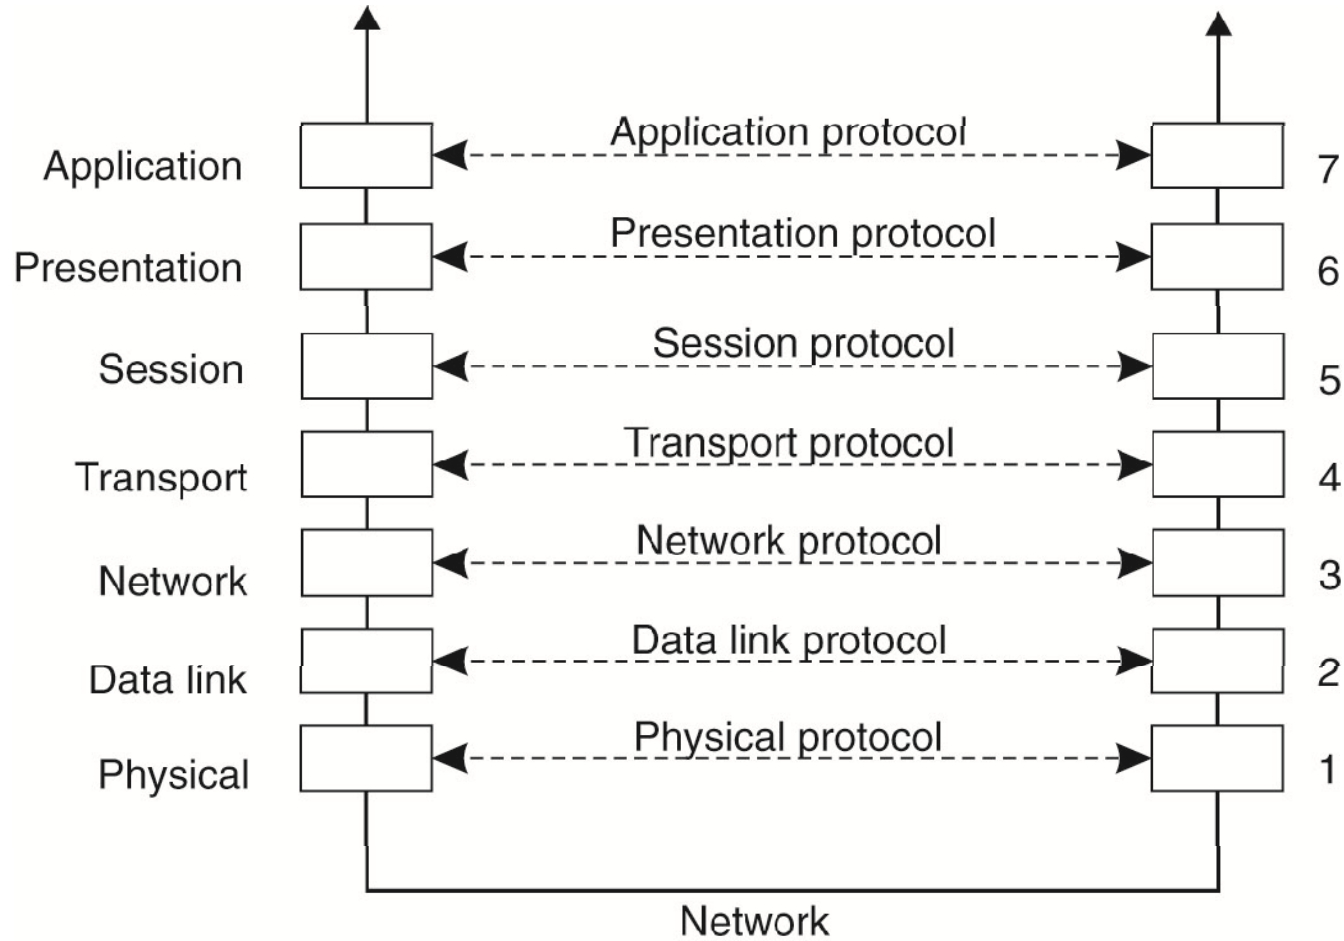 Application Application protocol 7
Presentation Presentation protocol 6
Session Session protocol 5
Transport Transport protocol 4
Network Network protocol 3
Data link Data link protocol 2
Physical Physical protocol 1
Network